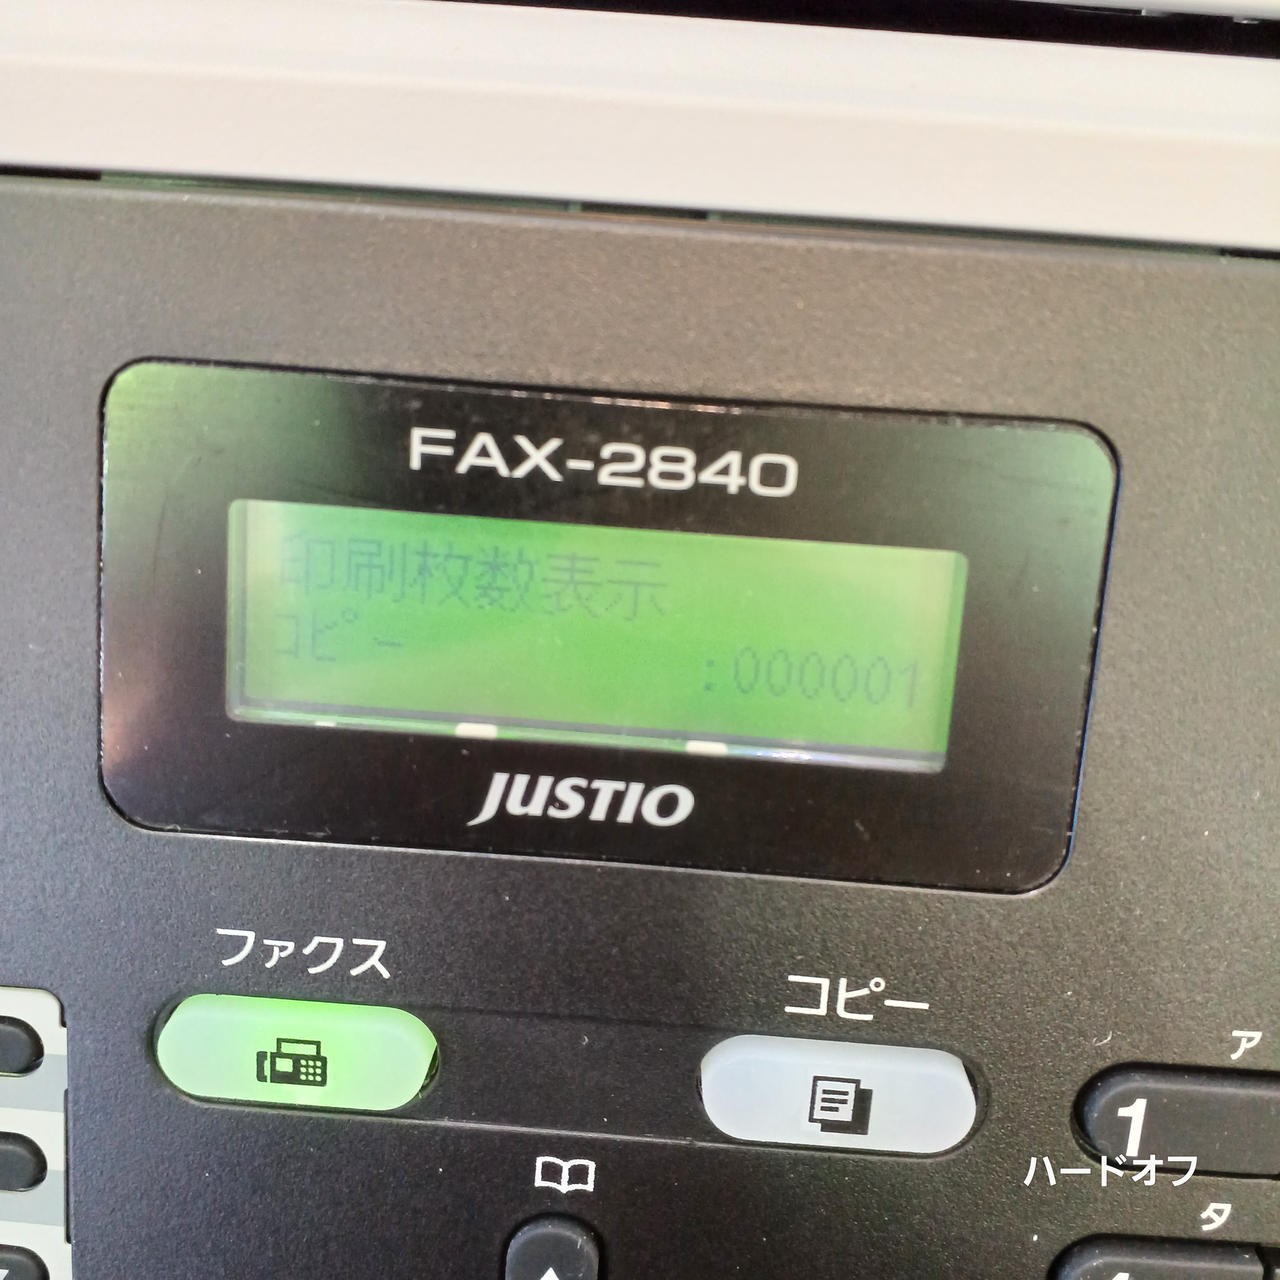 FAX-2840
印刷枚数表示
コピー :000001
JUSTIO
ファクス
コピー
ア
1
ハードオフ
タ